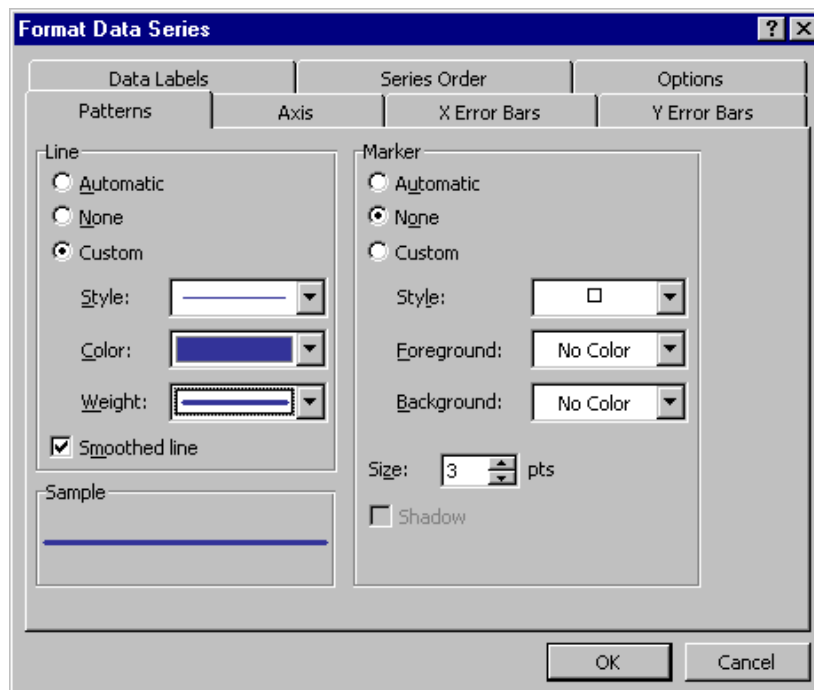 Format Data Series
Data Labels Series Order Options
Patterns Axis X Error Bars Y Error Bars
Line
Automatic
None
Custom
Style:
Color:
Weight:
Smoothed line
Sample
Marker
Automatic
None
Custom
Style:
Foreground: No Color
Background: No Color
Size: 3 pts
Shadow
OK Cancel